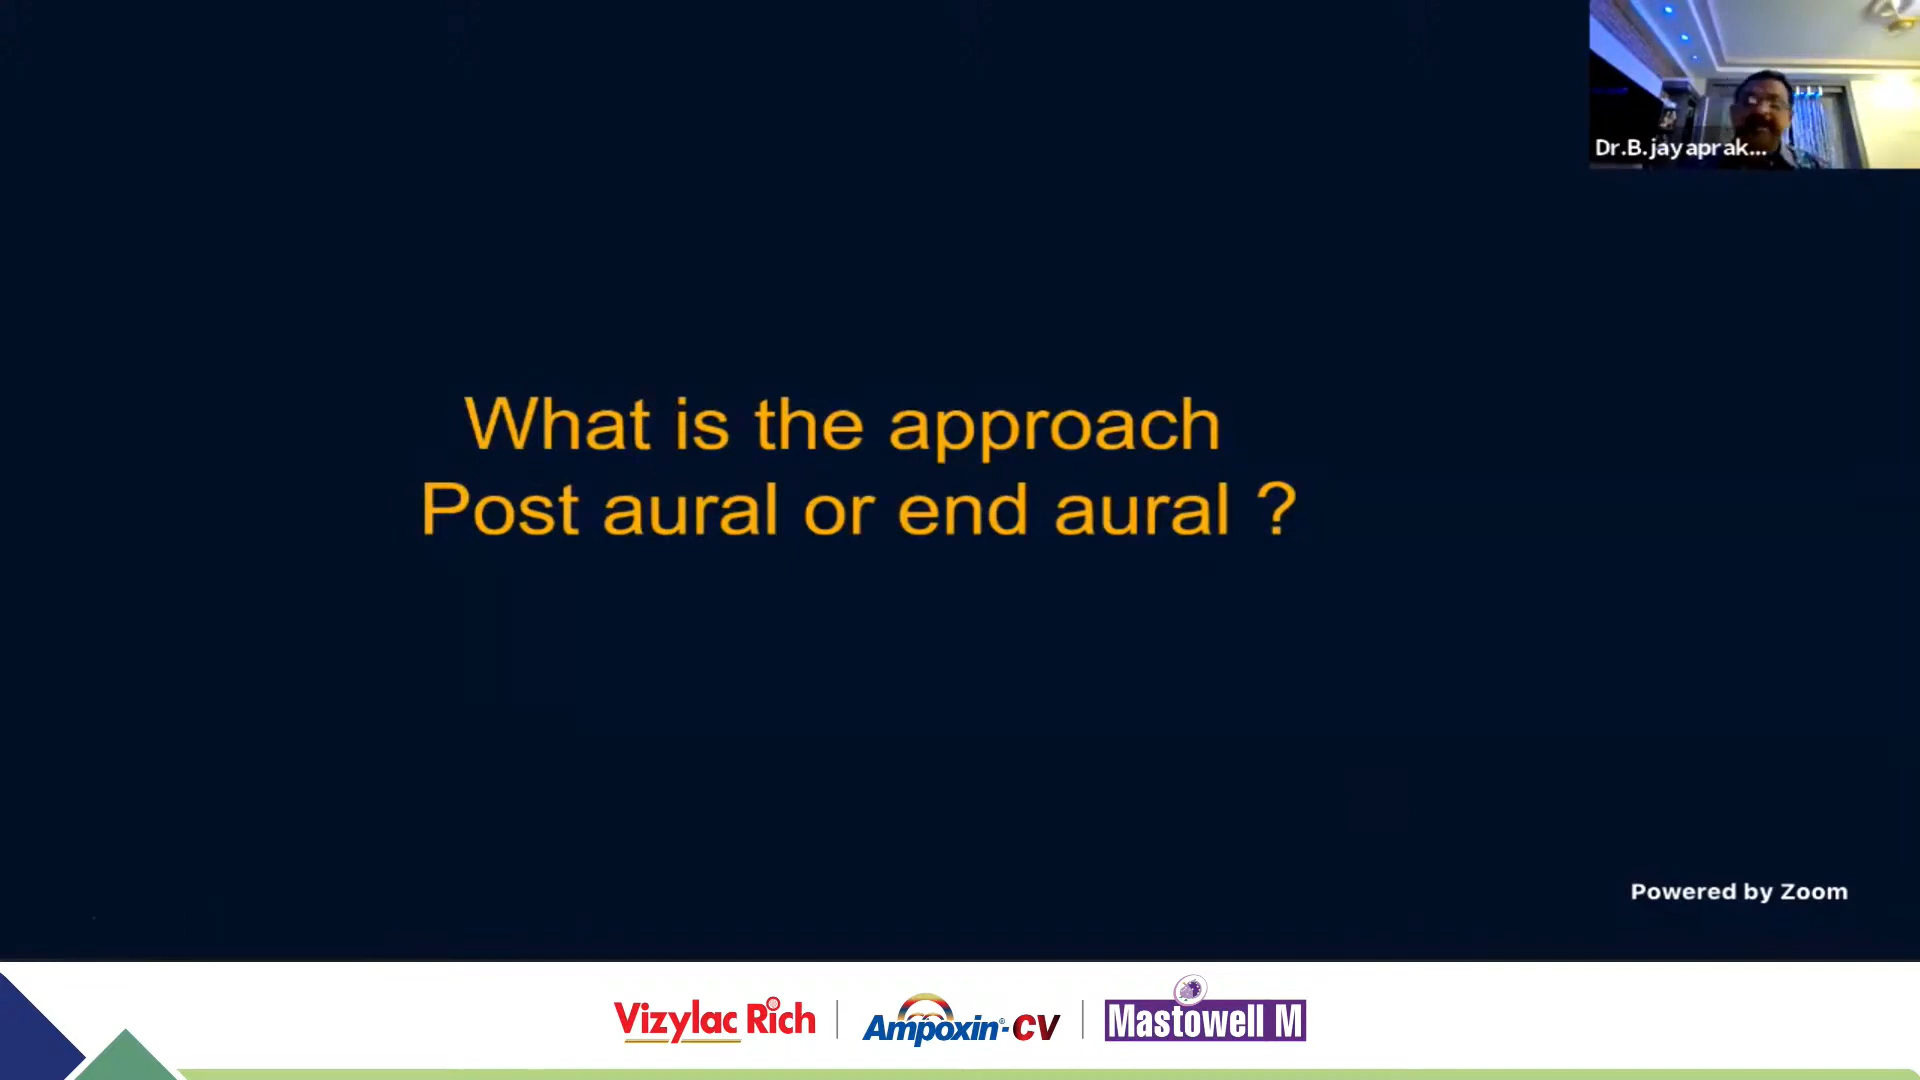 Dr.B.jayaprak...
What is the approach
Post aural or end aural ?
Powered by Zoom
Vizylac Rich
Ampoxin®-CV
Mastowell M